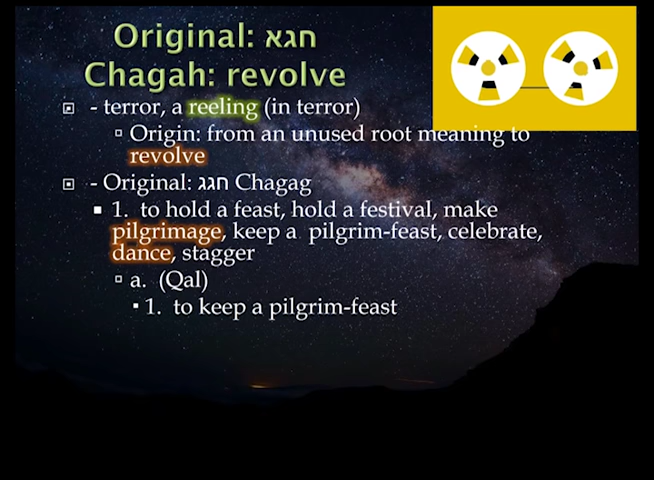 Original: חגא
Chagah: revolve
- terror, a reeling (in terror)
Origin: from an unused root meaning to
revolve
- Original: חגג Chagag
1. to hold a feast, hold a festival, make
pilgrimage, keep a pilgrim-feast, celebrate,
dance, stagger
a. (Qal)
1. to keep a pilgrim-feast